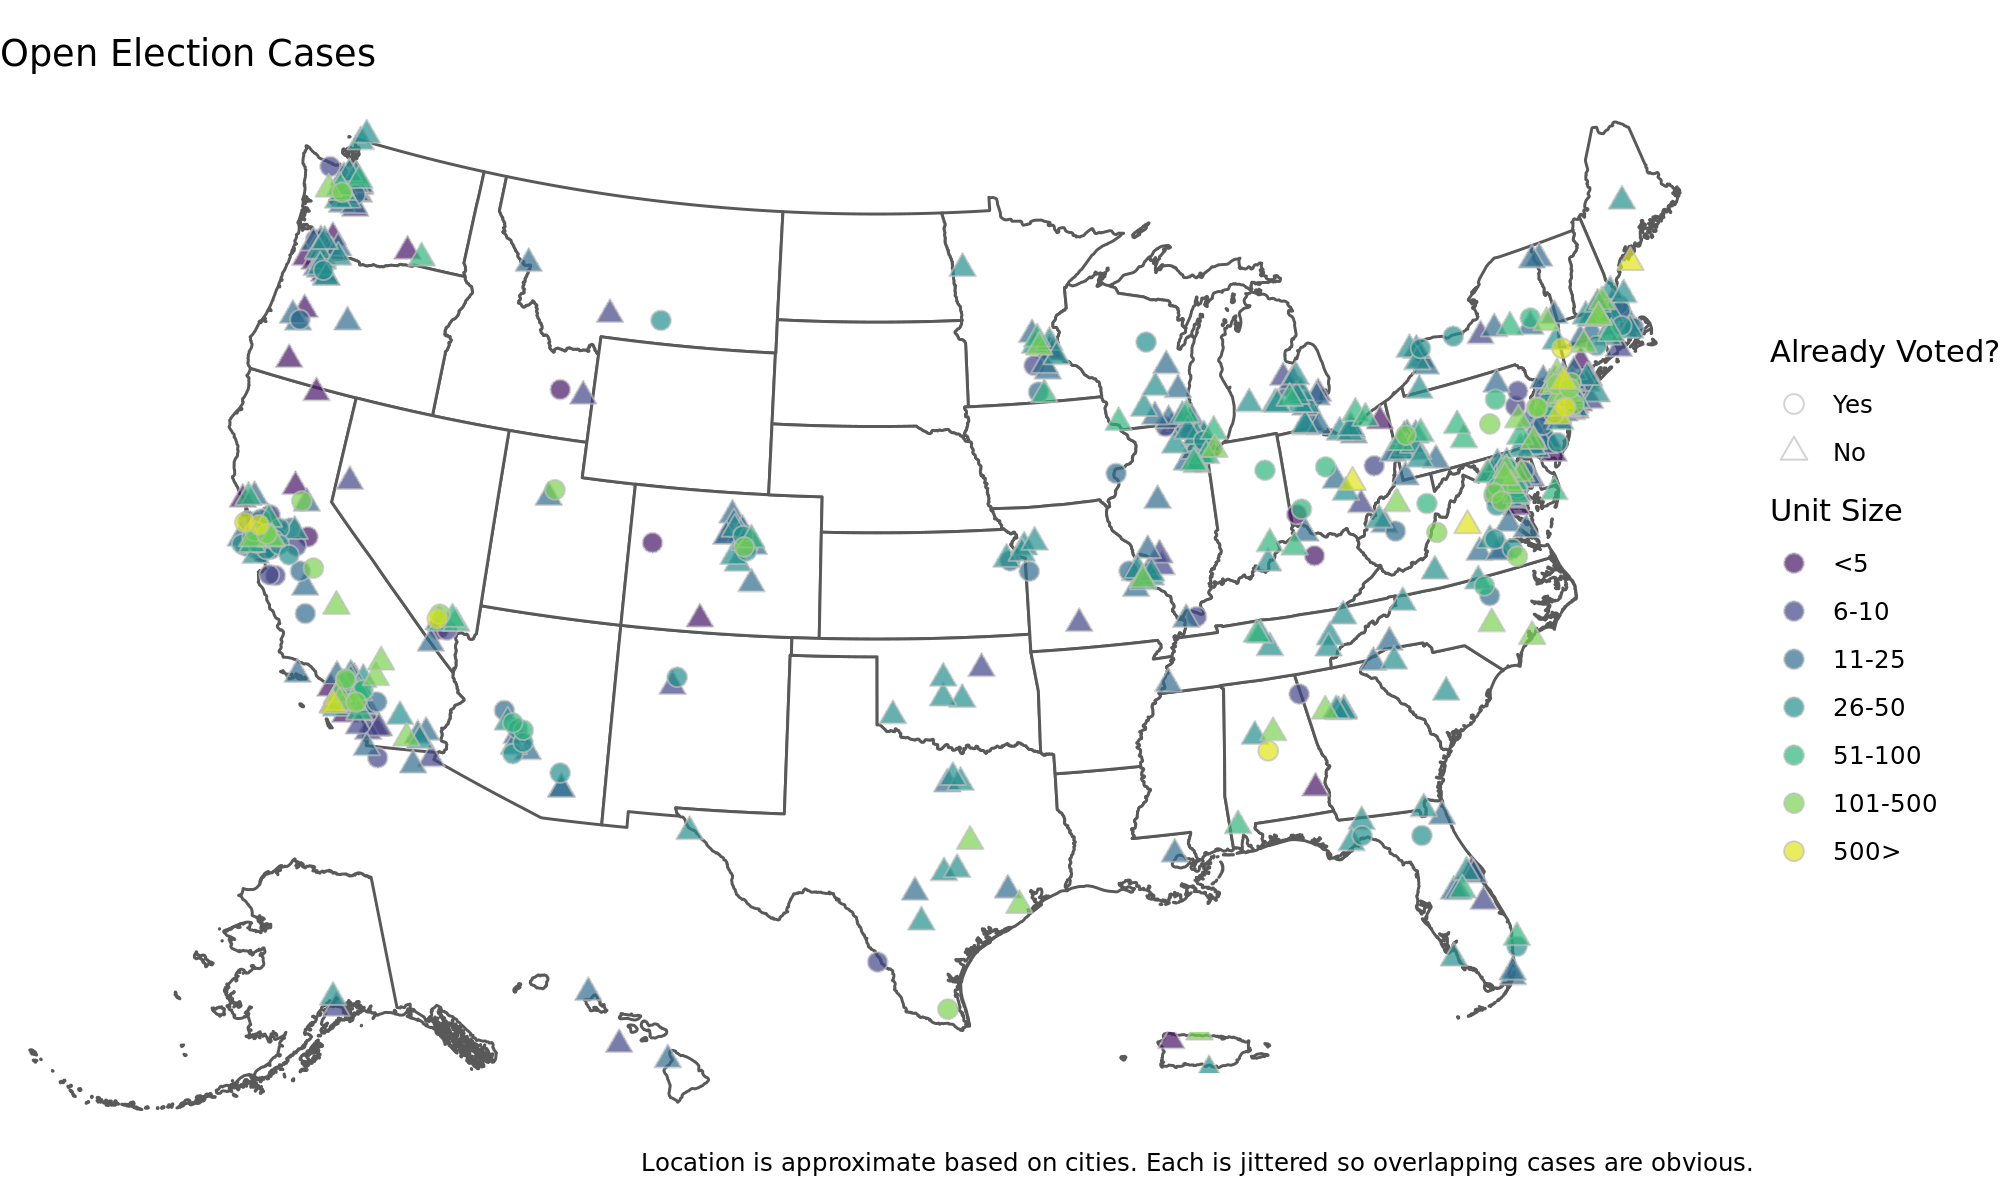 Open Election Cases
Already Voted?
Yes
No
Unit Size
<5
6-10
11-25
26-50
51-100
101-500
500>
Location is approximate based on cities. Each is jittered so overlapping cases are obvious.